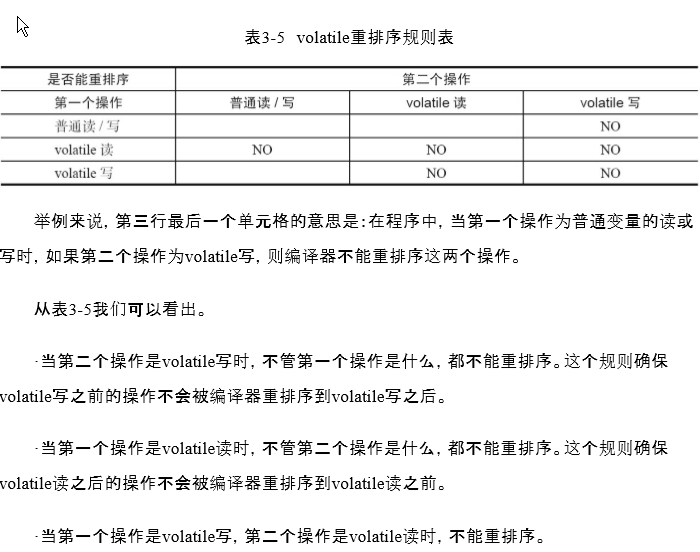 表3-5 volatile重排序规则表
是否能重排序 第二个操作
第一个操作 普通读 / 写 volatile 读 volatile 写
普通读 / 写 NO
volatile 读 NO NO NO
volatile 写 NO NO
举例来说，第三行最后一个单元格的意思是：在程序中，当第一个操作为普通变量的读或
写时，如果第二个操作为volatile写，则编译器不能重排序这两个操作。
从表3-5我们可以看出。
·当第二个操作是volatile写时，不管第一个操作是什么，都不能重排序。这个规则确保
volatile写之前的操作不会被编译器重排序到volatile写之后。
·当第一个操作是volatile读时，不管第二个操作是什么，都不能重排序。这个规则确保
volatile读之后的操作不会被编译器重排序到volatile读之前。
·当第一个操作是volatile写，第二个操作是volatile读时，不能重排序。